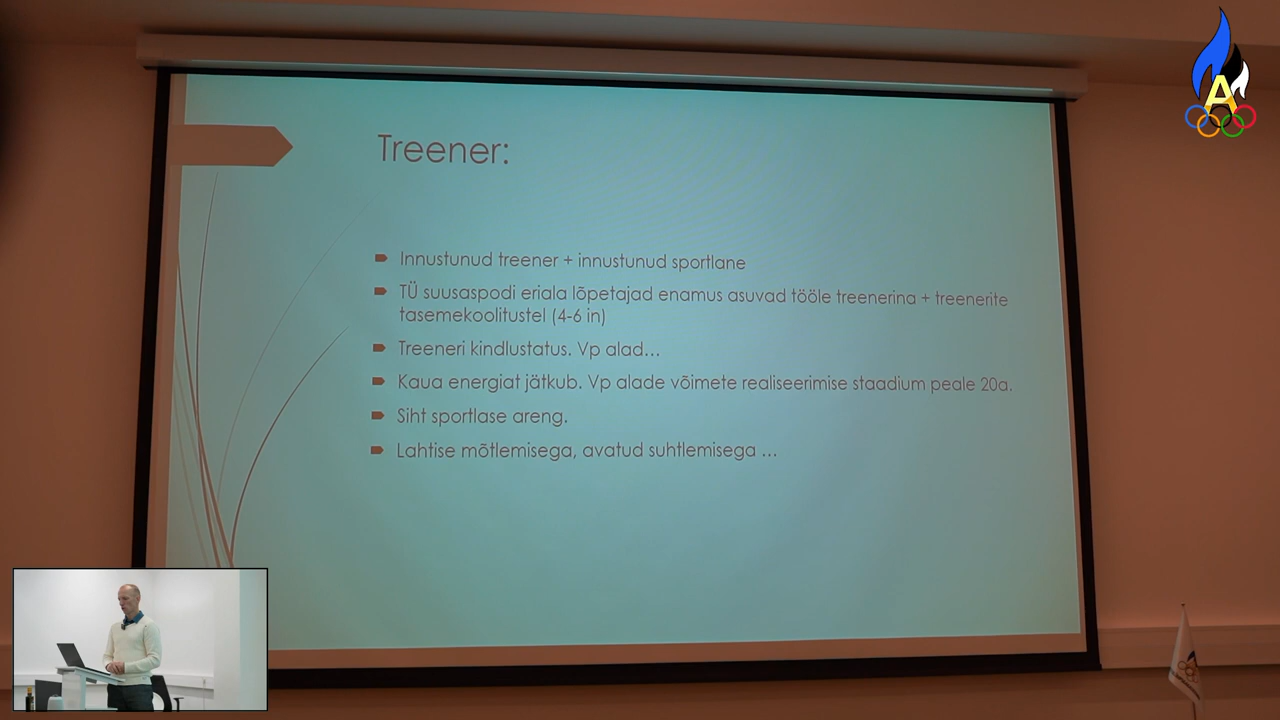 A
Treener:
Innustunud treener + innustunud sportlane
TÜ suusaspodi eriala lõpetajad enamus asuvad tööle treenerina + treenerite
tasemekoolitustel (4-6 in)
Treeneri kindlustatus. Vp alad...
Kaua energiat jätkub. Vp alade võimete realiseerimise staadium peale 20a.
Siht sportlase areng.
Lahtise mõtlemisega, avatud suhtlemisega ...